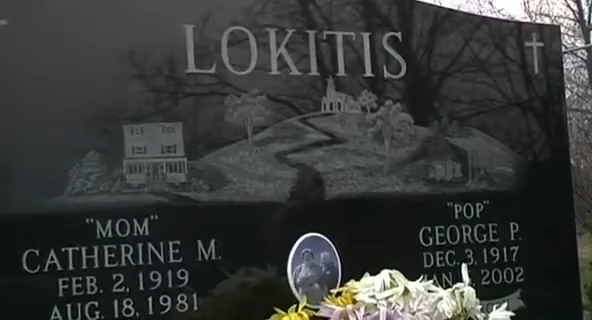 LOKITIS
"MOM"
CATHERINE M.
FEB. 2, 1919
AUG. 18, 1981
"POP"
GEORGE P.
DEC. 3, 1917
2002